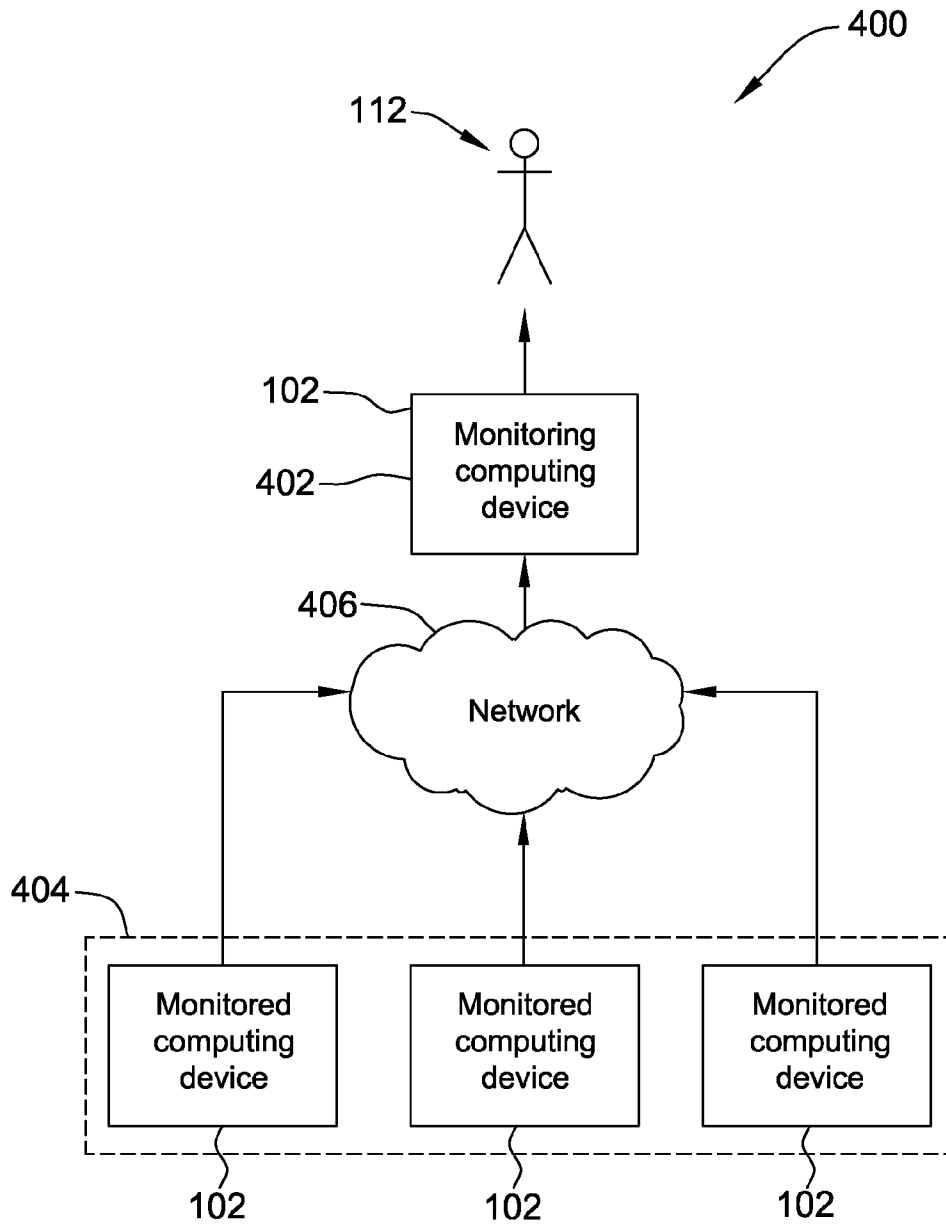 400
112
102
Monitoring
computing
device
402
406
Network
404
Monitored
computing
device
Monitored
computing
device
Monitored
computing
device
102
102
102